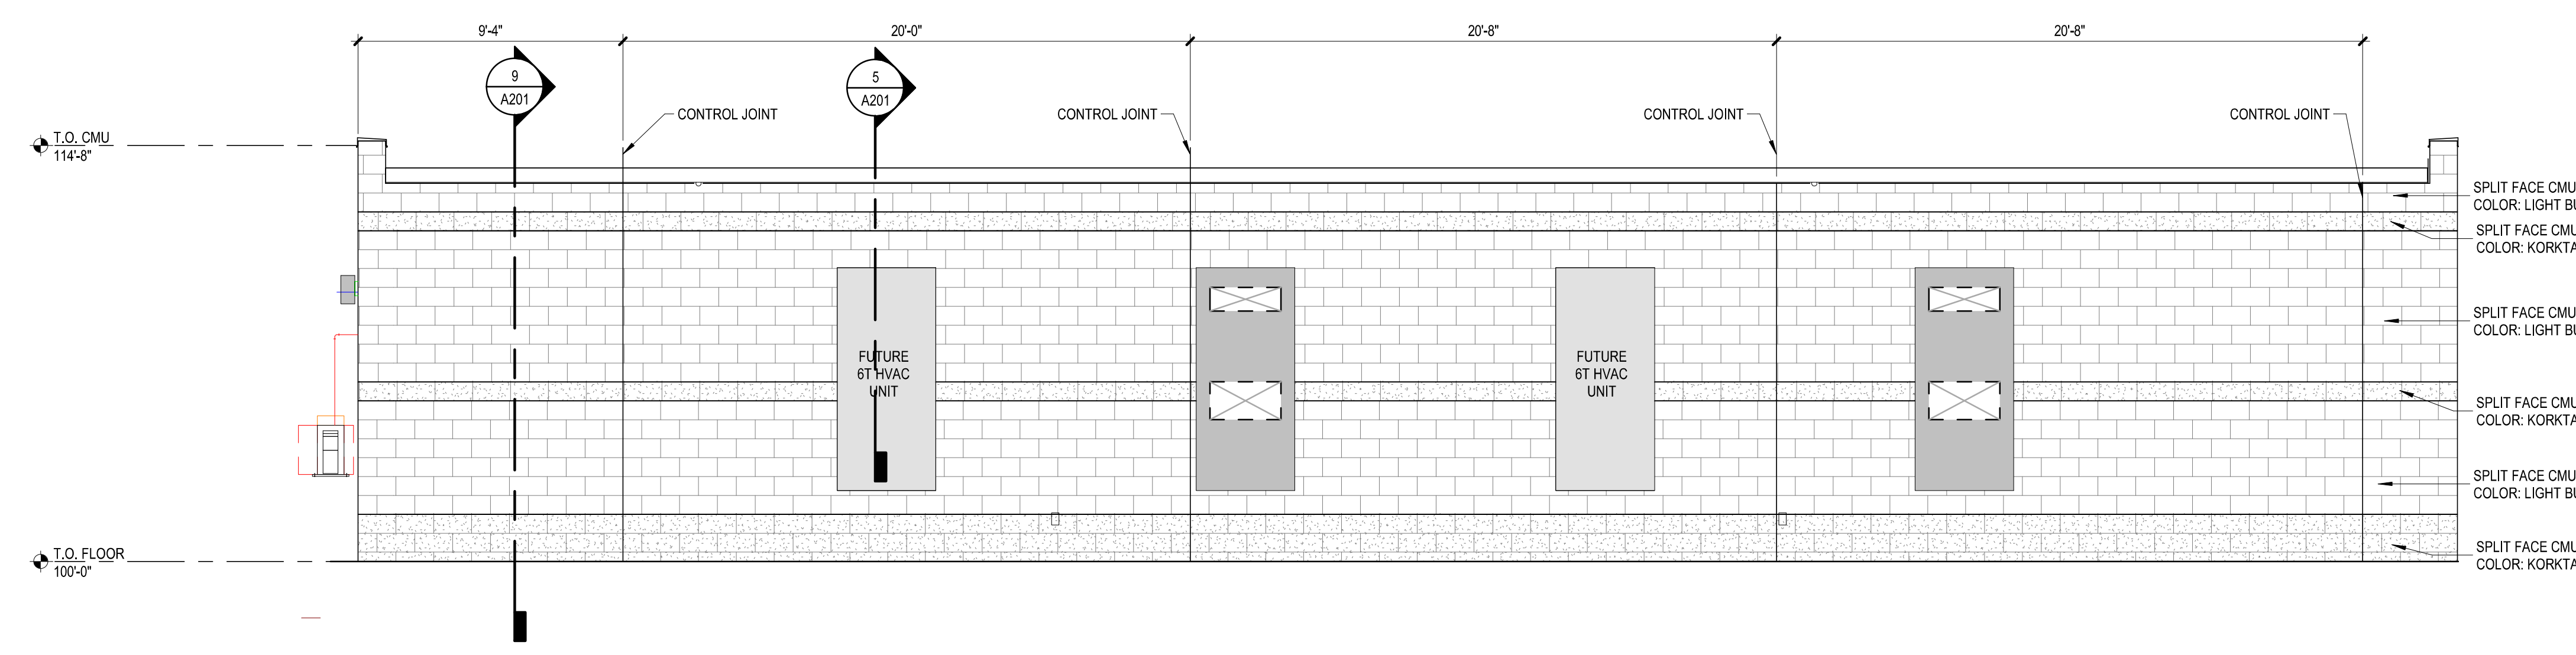 9'-4"
20'-0"
20'-8"
20'-8"
9
A201
5
A201
CONTROL JOINT
CONTROL JOINT
CONTROL JOINT
CONTROL JOINT
T.O. CMU
114'-8"
SPLIT FACE CMU
COLOR: LIGHT BU
SPLIT FACE CMU
COLOR: KORKTA
SPLIT FACE CMU
COLOR: LIGHT BU
FUTURE
6T HVAC
UNIT
FUTURE
6T HVAC
UNIT
SPLIT FACE CMU
COLOR: KORKTA
SPLIT FACE CMU
COLOR: LIGHT BU
SPLIT FACE CMU
COLOR: KORKTA
T.O. FLOOR
100'-0"